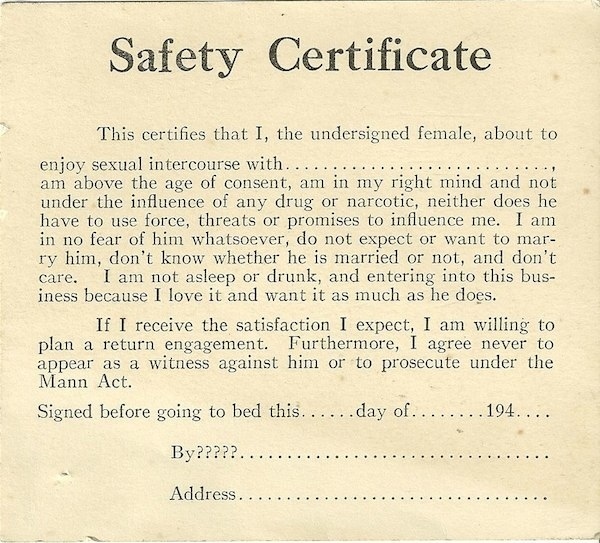 Safety Certificate
This certifies that I, the undersigned female, about to
enjoy sexual intercourse with...........................,
am above the age of consent, am in my right mind and not
under the influence of any drug or narcotic, neither does he
have to use force, threats or promises to influence me. I am
in no fear of him whatsoever, do not expect or want to mar-
ry him, don't know whether he is married or not, and don't
care. I am not asleep or drunk, and entering into this bus-
iness because I love it and want it as much as he does.
If I receive the satisfaction I expect, I am willing to
plan a return engagement. Furthermore, I agree never to
appear as a witness against him or to prosecute under the
Mann Act.
Signed before going to bed this......day of........194....
By?????..................................
Address..................................